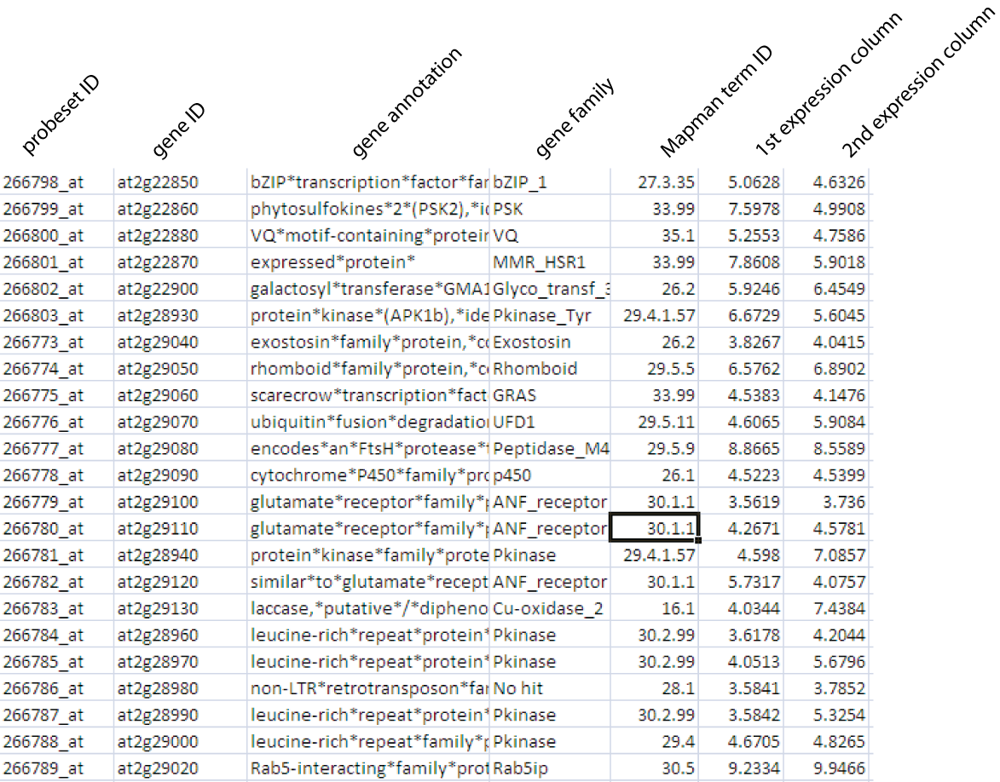 probeset ID gene ID gene annotation gene family Mapman term ID 1st expression column 2nd expression column
266798_at at2g22850 bZIP*transcription*factor*far bZIP_1 27.3.35 5.0628 4.6326
266799_at at2g22860 phytosulfokines*2*(PSK2),*id PSK 33.99 7.5978 4.9908
266800_at at2g22880 VQ*motif-containing*protein VQ 35.1 5.2553 4.7586
266801_at at2g22870 expressed*protein* MMR_HSR1 33.99 7.8608 5.9018
266802_at at2g22900 galactosyl*transferase*GMA1 Glyco_transf_3 26.2 5.9246 6.4549
266803_at at2g28930 protein*kinase*(APK1b),*ide Pkinase_Tyr 29.4.1.57 6.6729 5.6045
266773_at at2g29040 exostosin*family*protein,*co Exostosin 26.2 3.8267 4.0415
266774_at at2g29050 rhomboid*family*protein,*c Rhomboid 29.5.5 6.5762 6.8902
266775_at at2g29060 scarecrow*transcription*fact GRAS 33.99 4.5383 4.1476
266776_at at2g29070 ubiquitin*fusion*degradation UFD1 29.5.11 4.6065 5.9084
266777_at at2g29080 encodes*an*FtsH*protease* Peptidase_M4 29.5.9 8.8665 8.5589
266778_at at2g29090 cytochrome*P450*family*pro p450 26.1 4.5223 4.5399
266779_at at2g29100 glutamate*receptor*family* ANF_receptor 30.1.1 3.5619 3.736
266780_at at2g29110 glutamate*receptor*family* ANF_receptor 30.1.1 4.2671 4.5781
266781_at at2g28940 protein*kinase*family*prote Pkinase 29.4.1.57 4.598 7.0857
266782_at at2g29120 similar*to*glutamate*recept ANF_receptor 30.1.1 5.7317 4.0757
266783_at at2g29130 laccase,*putative*/*dipheno Cu-oxidase_2 16.1 4.0344 7.4384
266784_at at2g28960 leucine-rich*repeat*protein* Pkinase 30.2.99 3.6178 4.2044
266785_at at2g28970 leucine-rich*repeat*protein* Pkinase 30.2.99 4.0513 5.6796
266786_at at2g28980 non-LTR*retrotransposon*far No hit 28.1 3.5841 3.7852
266787_at at2g28990 leucine-rich*repeat*protein* Pkinase 30.2.99 3.5842 5.3254
266788_at at2g29000 leucine-rich*repeat*family*p Pkinase 29.4 4.6705 4.8265
266789_at at2g29020 Rab5-interacting*family*prot Rab5ip 30.5 9.2334 9.9466